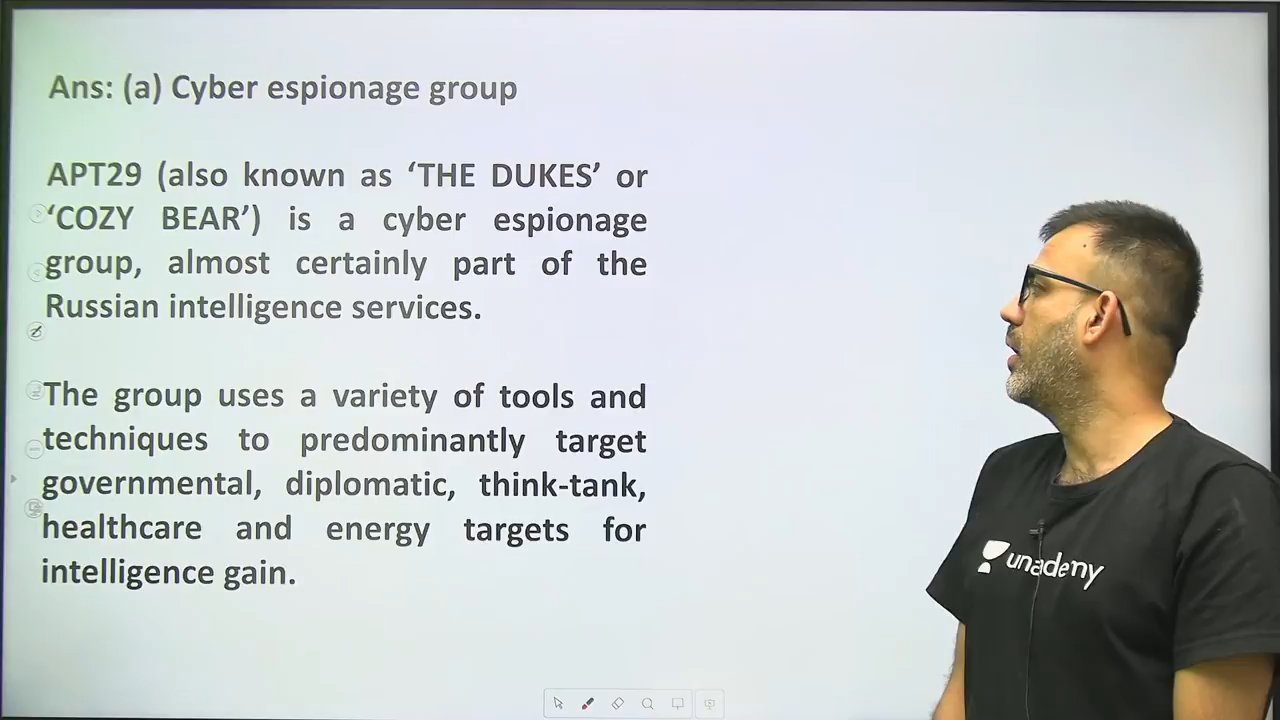 Ans: (a) Cyber espionage group
APT29 (also known as ‘THE DUKES’ or
‘COZY BEAR’) is a cyber espionage
group, almost certainly part of the
Russian intelligence services.
The group uses a variety of tools and
techniques to predominantly target
governmental, diplomatic, think-tank,
healthcare and energy targets for
intelligence gain.
unademy